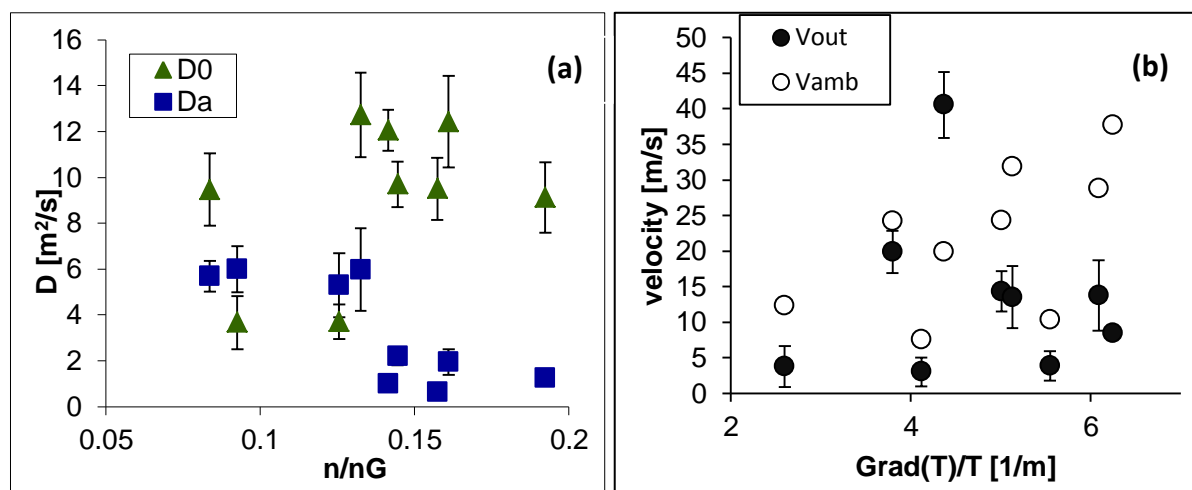 16
14
12
10
8
6
4
2
0
D [m²/s]
D0
Da
(a)
0.05 0.1 0.15 0.2
n/nG
50
45
40
35
30
25
20
15
10
5
0
velocity [m/s]
Vout
Vamb
(b)
2 4 6
Grad(T)/T [1/m]